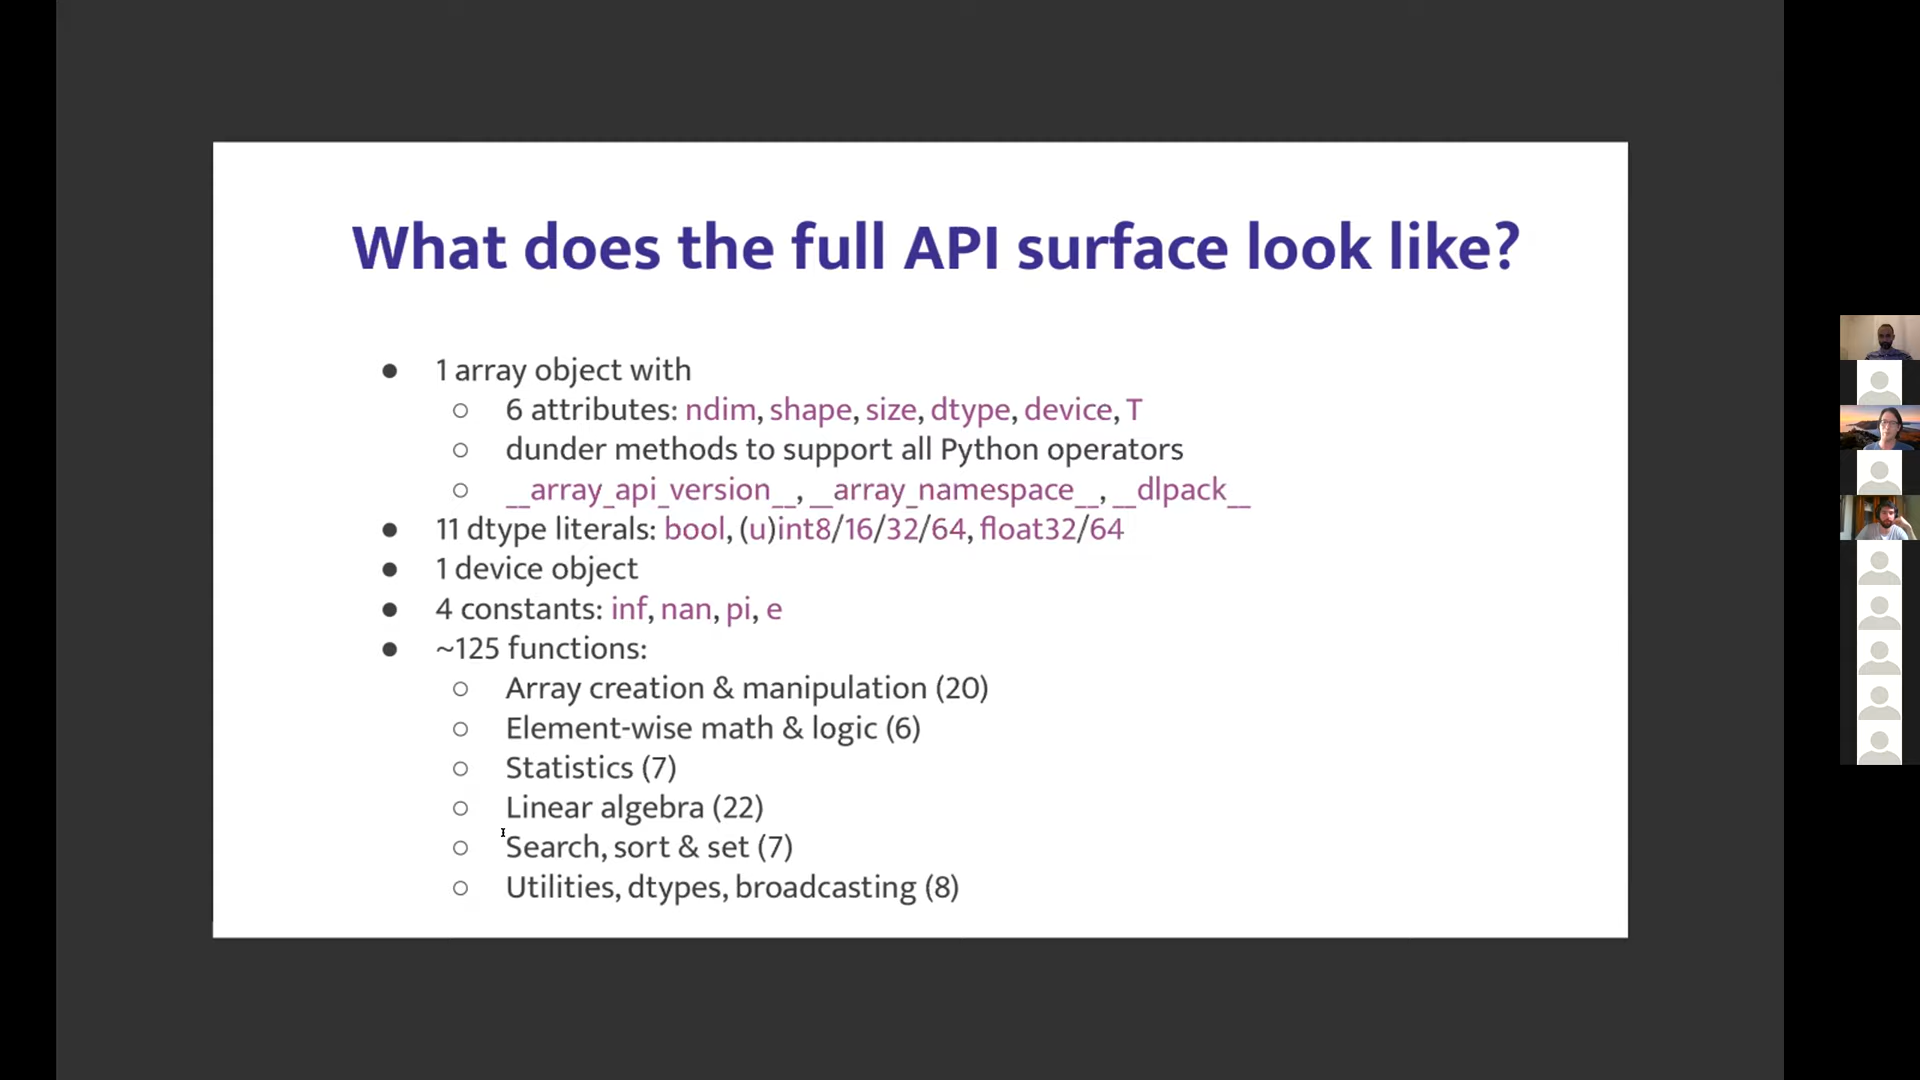 What does the full API surface look like?
● 1 array object with
○ 6 attributes: ndim, shape, size, dtype, device, T
○ dunder methods to support all Python operators
○ __array_api_version__, __array_namespace__, __dlpack__
● 11 dtype literals: bool, (u)int8/16/32/64, float32/64
● 1 device object
● 4 constants: inf, nan, pi, e
● ~125 functions:
○ Array creation & manipulation (20)
○ Element-wise math & logic (6)
○ Statistics (7)
○ Linear algebra (22)
○ Search, sort & set (7)
○ Utilities, dtypes, broadcasting (8)